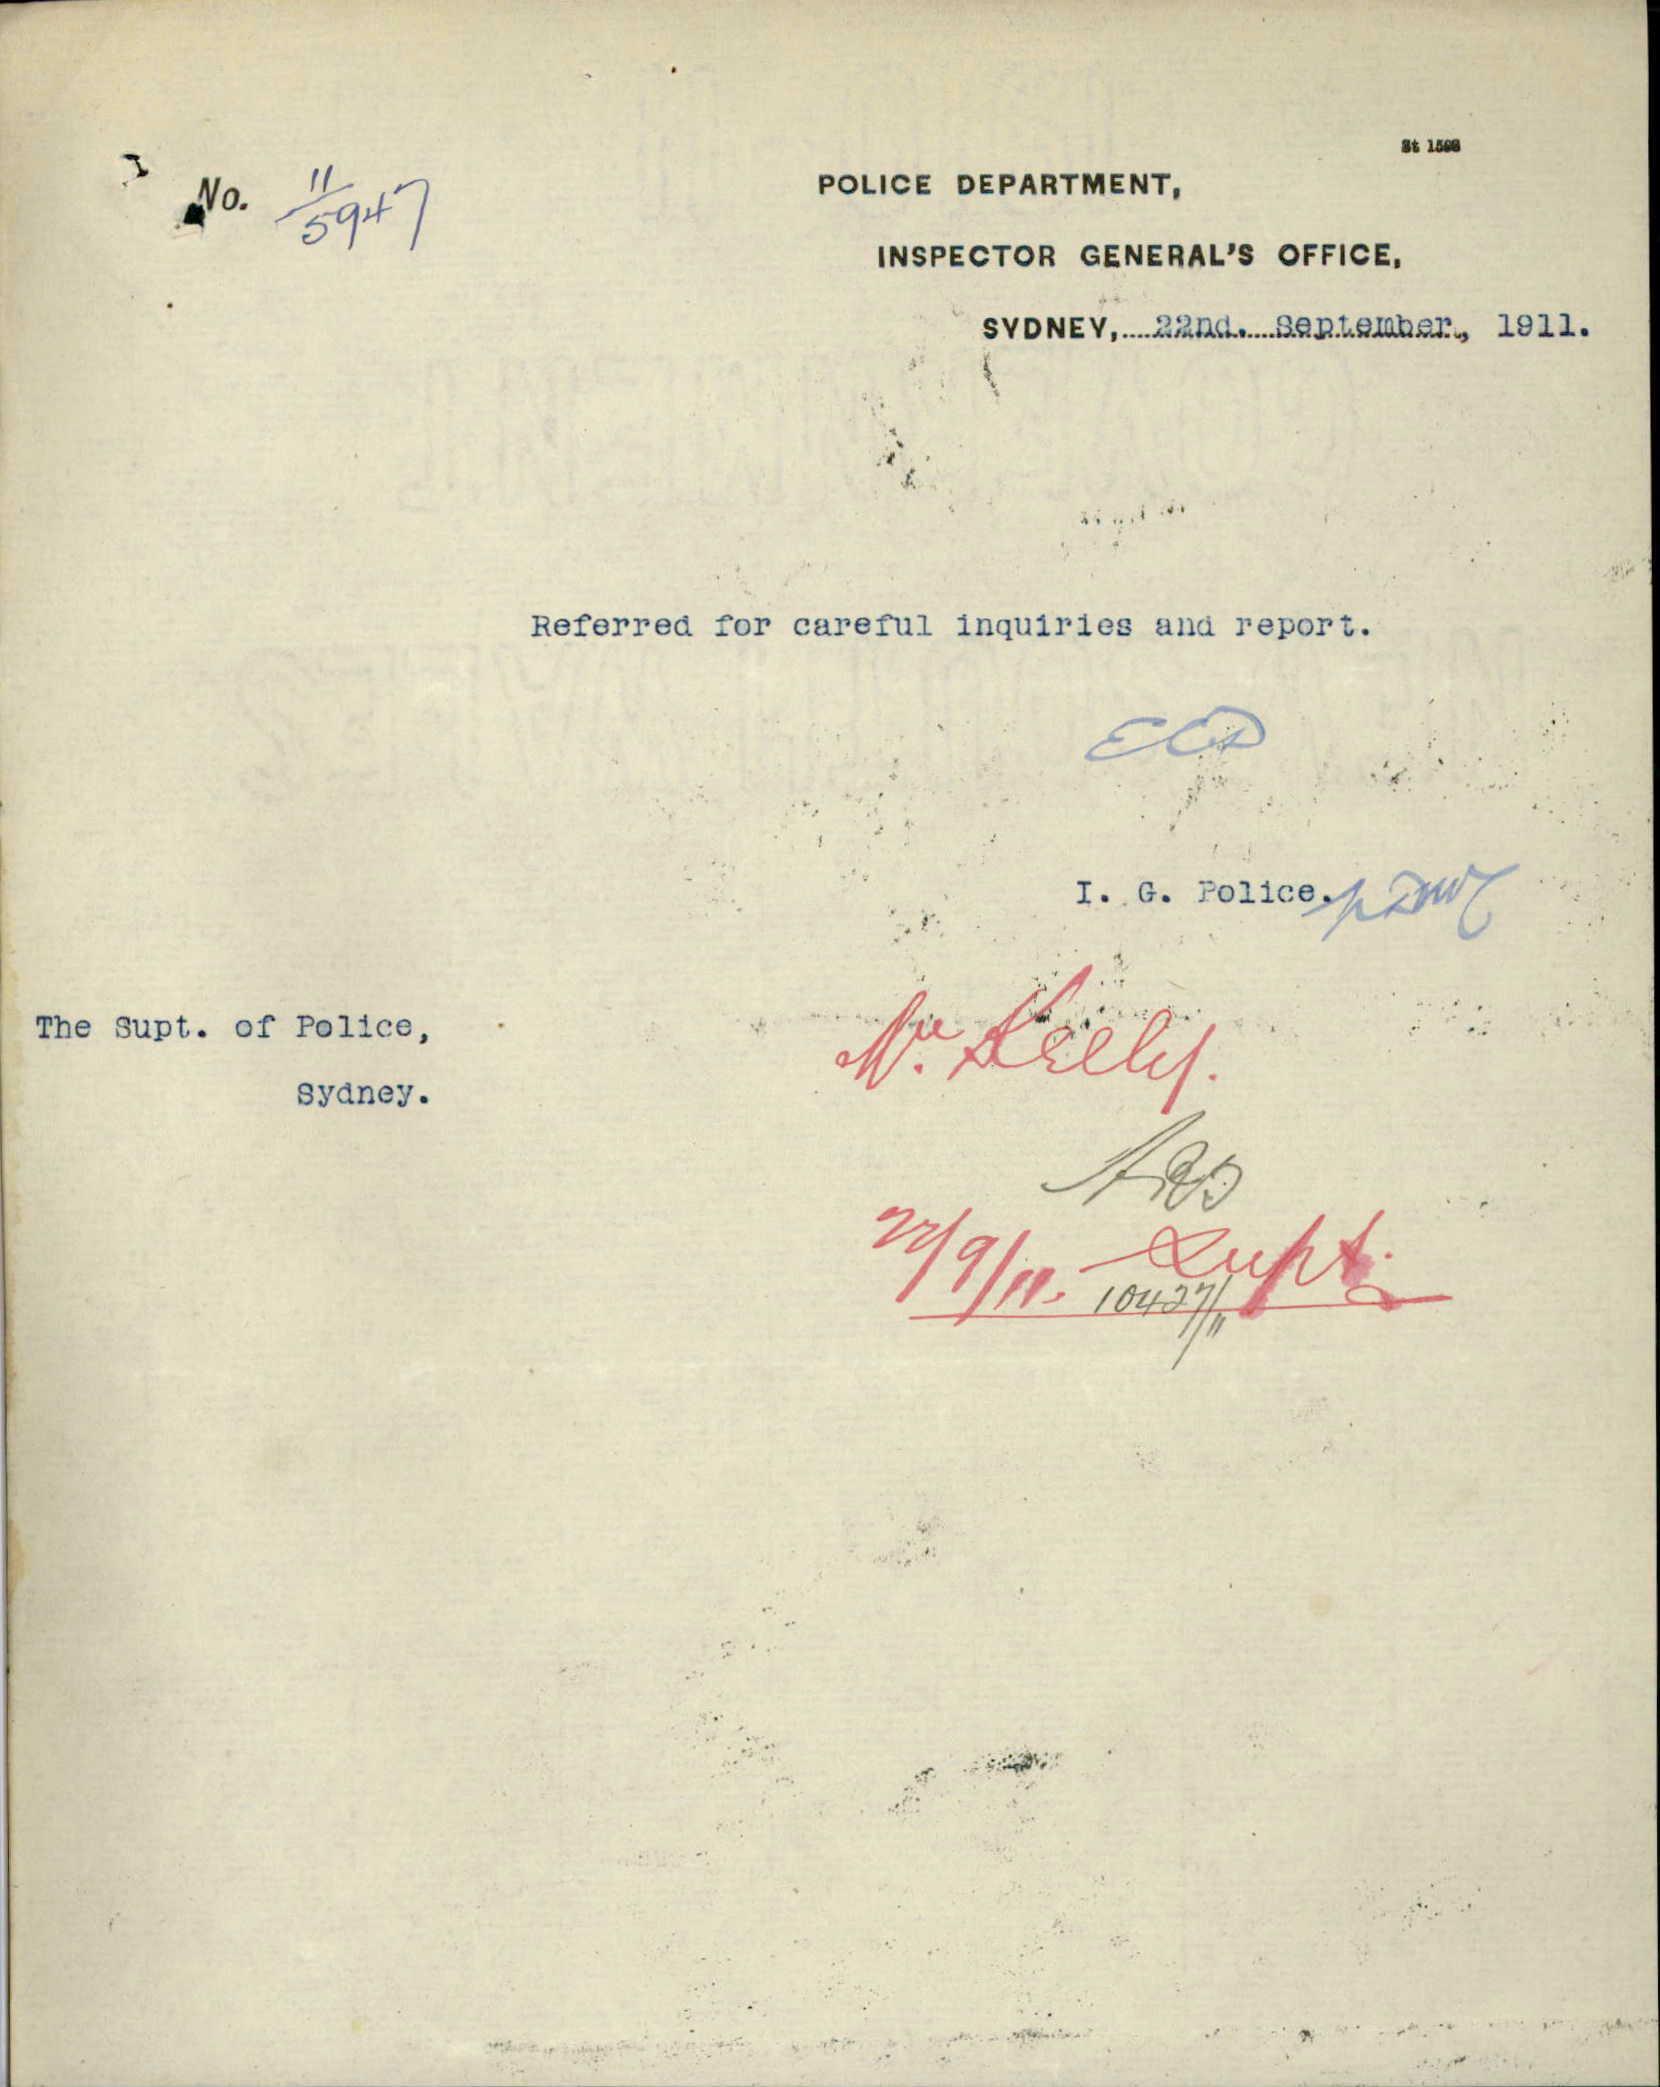 St 1598
No. 11/5947
POLICE DEPARTMENT,
INSPECTOR GENERAL'S OFFICE,
SYDNEY, 22nd. September, 1911.
Referred for careful inquiries and report.
I. G. Police.
The Supt. of Police,
Sydney.
Mr Kelly.
22/9/11. Supt.
10427/11